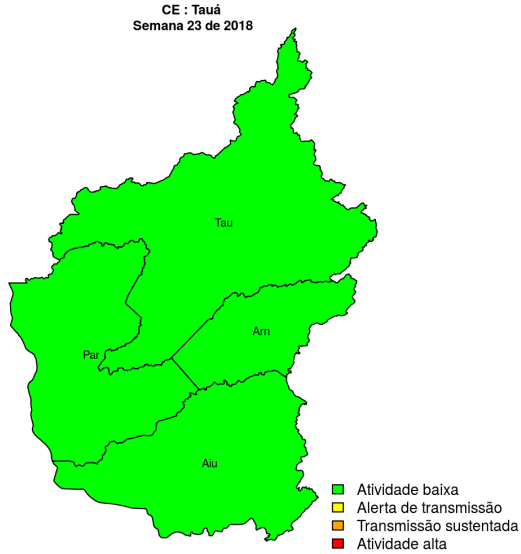 CE : Tauá
Semana 23 de 2018
Tau
Arn
Par
Aiu
Atividade baixa
Alerta de transmissão
Transmissão sustentada
Atividade alta